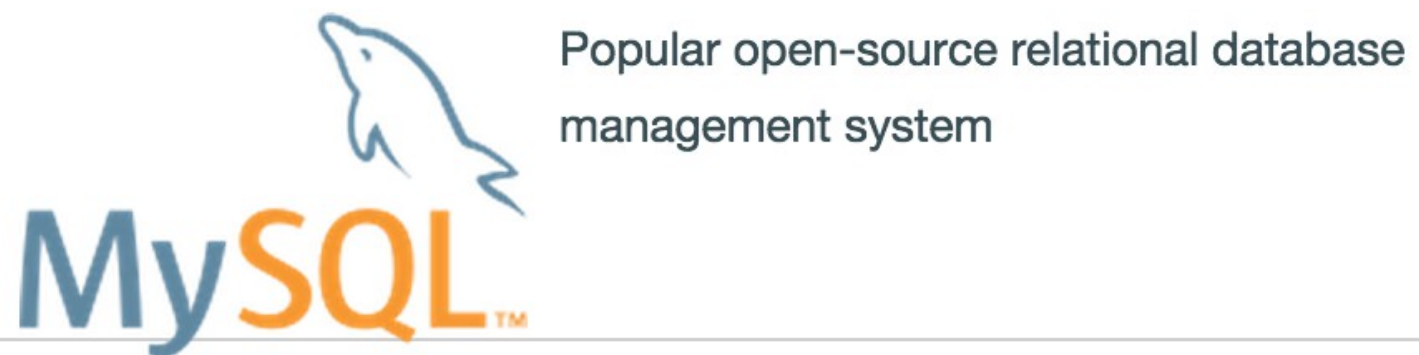 Popular open-source relational database
management system
MySQL™